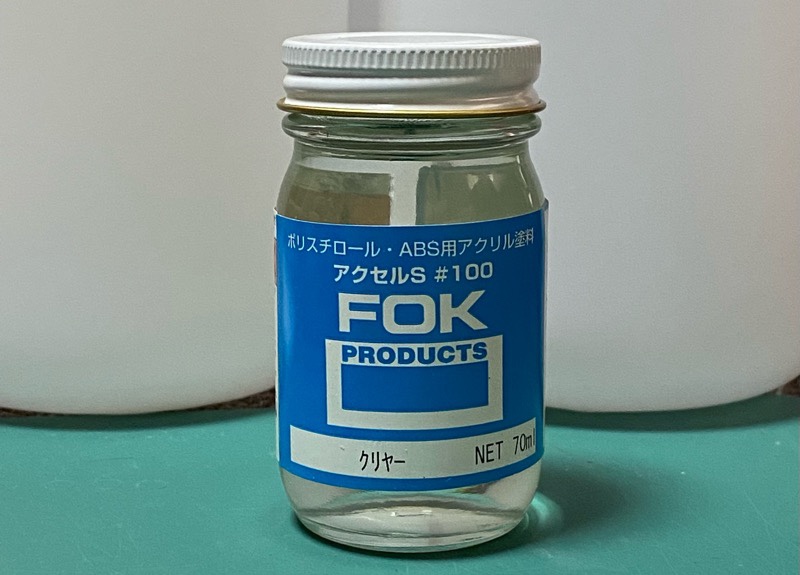 ポリスチロール・ABS用アクリル塗料
アクセルS #100
FOK
PRODUCTS
クリヤー NET 70ml